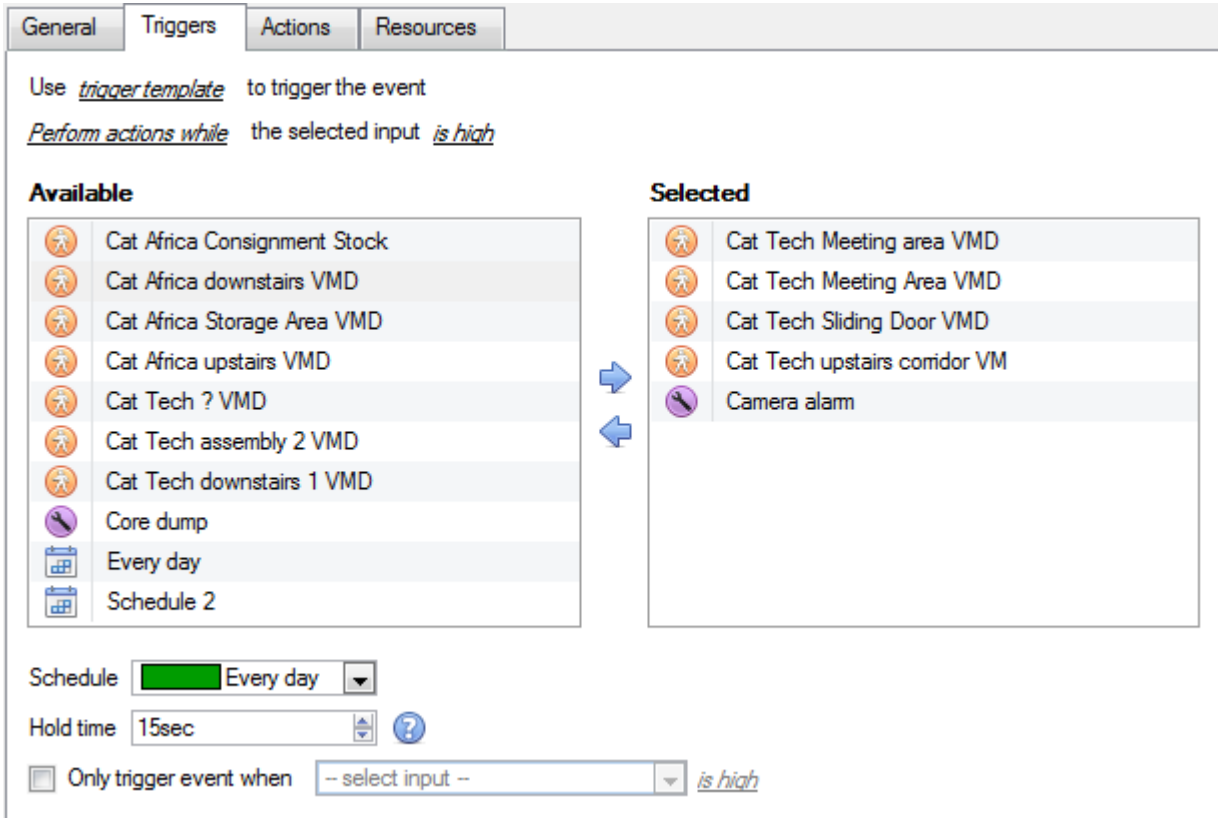 General Triggers Actions Resources
Use trigger template to trigger the event
Perform actions while the selected input is high
Available
Cat Africa Consignment Stock
Cat Africa downstairs VMD
Cat Africa Storage Area VMD
Cat Africa upstairs VMD
Cat Tech ? VMD
Cat Tech assembly 2 VMD
Cat Tech downstairs 1 VMD
Core dump
Every day
Schedule 2
Selected
Cat Tech Meeting area VMD
Cat Tech Meeting Area VMD
Cat Tech Sliding Door VMD
Cat Tech upstairs corridor VM
Camera alarm
Schedule Every day
Hold time 15sec ?
Only trigger event when -- select input -- is high